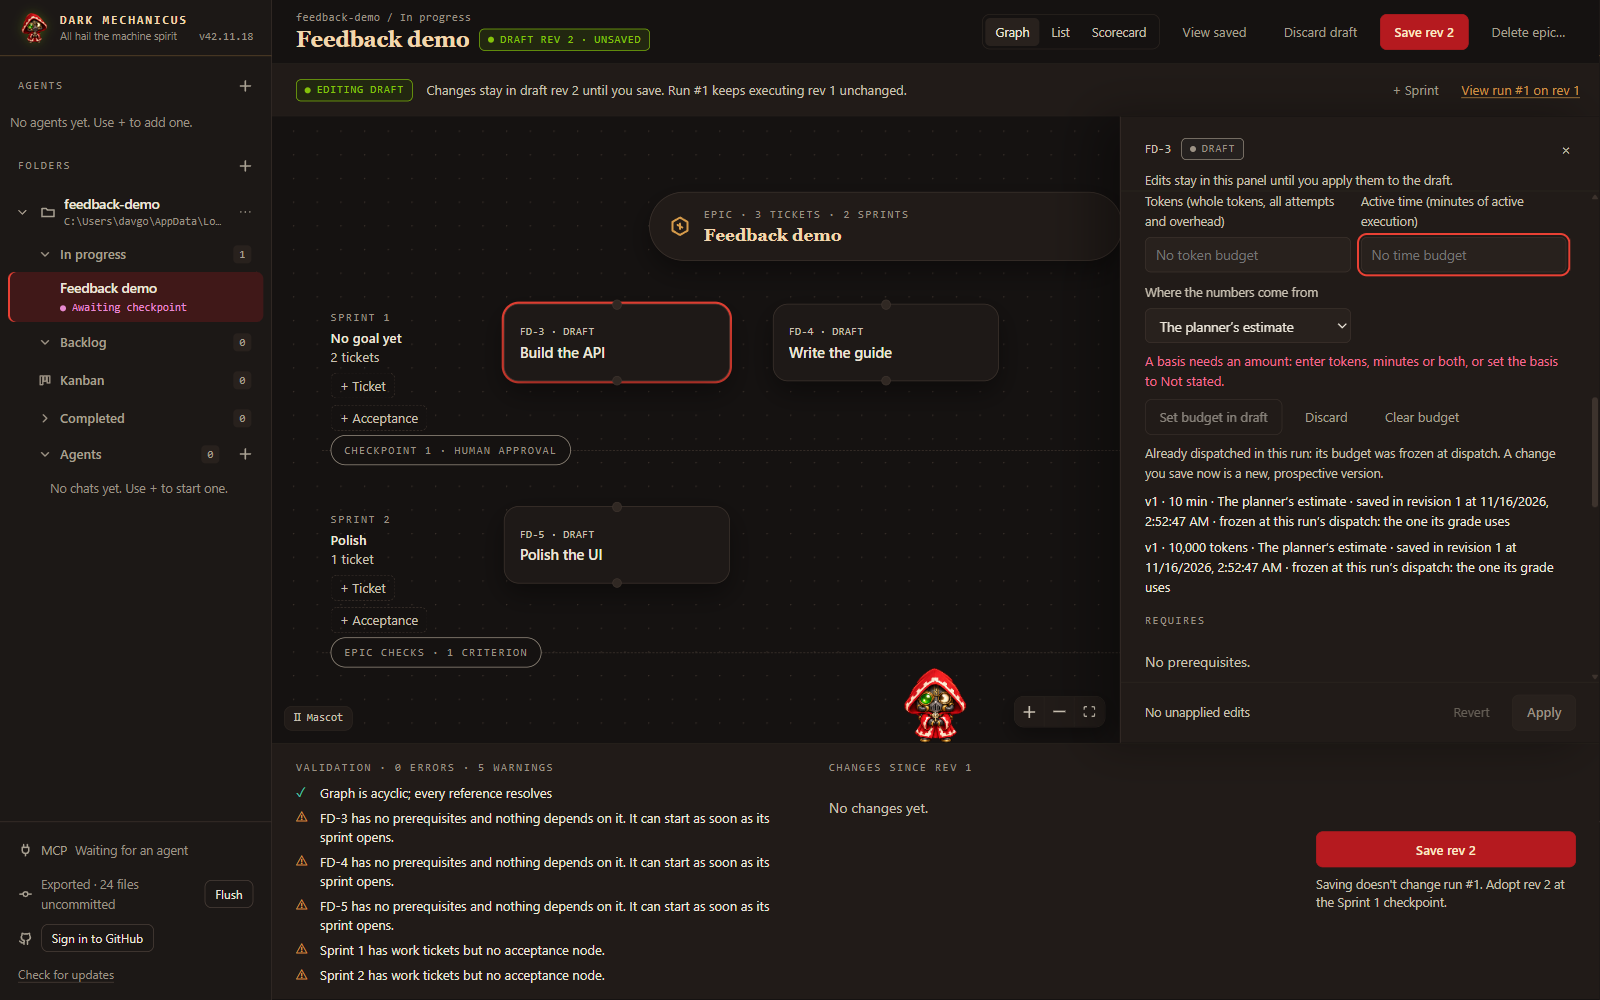 DARK MECHANICUS
All hail the machine spirit v42.11.18
AGENTS
No agents yet. Use + to add one.
FOLDERS
feedback-demo
C:\Users\davgo\AppData\Lo…
In progress 1
Feedback demo
Awaiting checkpoint
Backlog 0
Kanban 0
Completed 0
Agents 0
No chats yet. Use + to start one.
MCP Waiting for an agent
Exported · 24 files
uncommitted
Flush
Sign in to GitHub
Check for updates
feedback-demo / In progress
Feedback demo
DRAFT REV 2 · UNSAVED
Graph List Scorecard View saved Discard draft Save rev 2 Delete epic...
EDITING DRAFT Changes stay in draft rev 2 until you save. Run #1 keeps executing rev 1 unchanged.
+ Sprint View run #1 on rev 1
EPIC · 3 TICKETS · 2 SPRINTS
Feedback demo
SPRINT 1
No goal yet
2 tickets
+ Ticket
+ Acceptance
CHECKPOINT 1 · HUMAN APPROVAL
FD-3 · DRAFT
Build the API
FD-4 · DRAFT
Write the guide
SPRINT 2
Polish
1 ticket
+ Ticket
+ Acceptance
EPIC CHECKS · 1 CRITERION
FD-5 · DRAFT
Polish the UI
Mascot
FD-3 DRAFT
Edits stay in this panel until you apply them to the draft.
Tokens (whole tokens, all attempts
and overhead)
Active time (minutes of active
execution)
No token budget
No time budget
Where the numbers come from
The planner's estimate
A basis needs an amount: enter tokens, minutes or both, or set the basis
to Not stated.
Set budget in draft Discard Clear budget
Already dispatched in this run: its budget was frozen at dispatch. A change
you save now is a new, prospective version.
v1 · 10 min · The planner's estimate · saved in revision 1 at 11/16/2026,
2:52:47 AM · frozen at this run's dispatch: the one its grade uses
v1 · 10,000 tokens · The planner's estimate · saved in revision 1 at
11/16/2026, 2:52:47 AM · frozen at this run's dispatch: the one its grade
uses
REQUIRES
No prerequisites.
No unapplied edits Revert Apply
VALIDATION · 0 ERRORS · 5 WARNINGS
Graph is acyclic; every reference resolves
FD-3 has no prerequisites and nothing depends on it. It can start as soon as its
sprint opens.
FD-4 has no prerequisites and nothing depends on it. It can start as soon as its
sprint opens.
FD-5 has no prerequisites and nothing depends on it. It can start as soon as its
sprint opens.
Sprint 1 has work tickets but no acceptance node.
Sprint 2 has work tickets but no acceptance node.
CHANGES SINCE REV 1
No changes yet.
Save rev 2
Saving doesn't change run #1. Adopt rev 2 at
the Sprint 1 checkpoint.